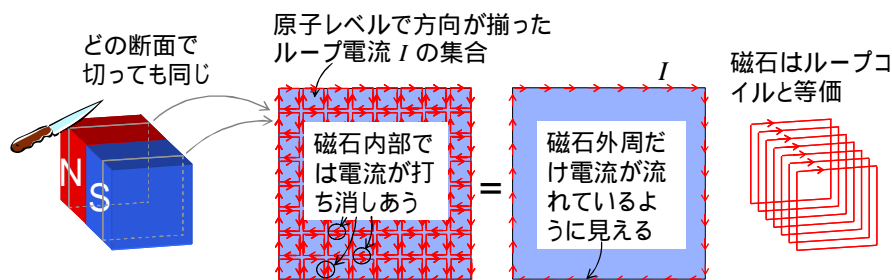 どの断面で
切っても同じ
原子レベルで方向が揃った
ループ電流 I の集合
I
磁石はループコ
イルと等価
N
S
磁石内部で
は電流が打
ち消しあう
=
磁石外周だ
け電流が流
れているよ
うに見える